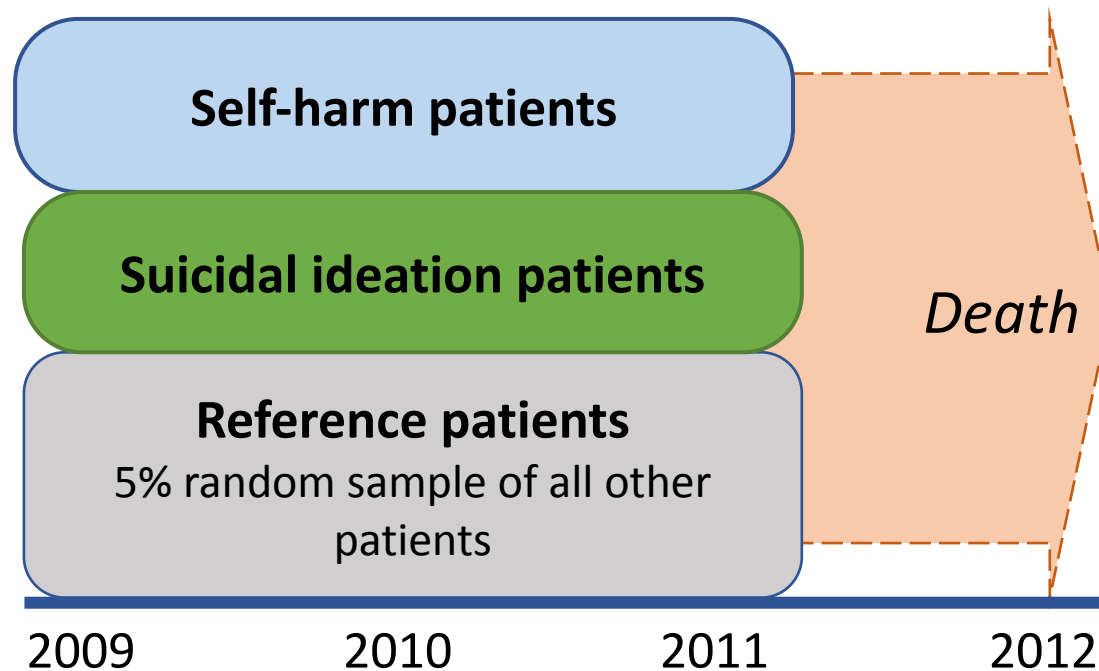 Self-harm patients
Suicidal ideation patients
Reference patients
5% random sample of all other
patients
Death
2009 2010 2011 2012